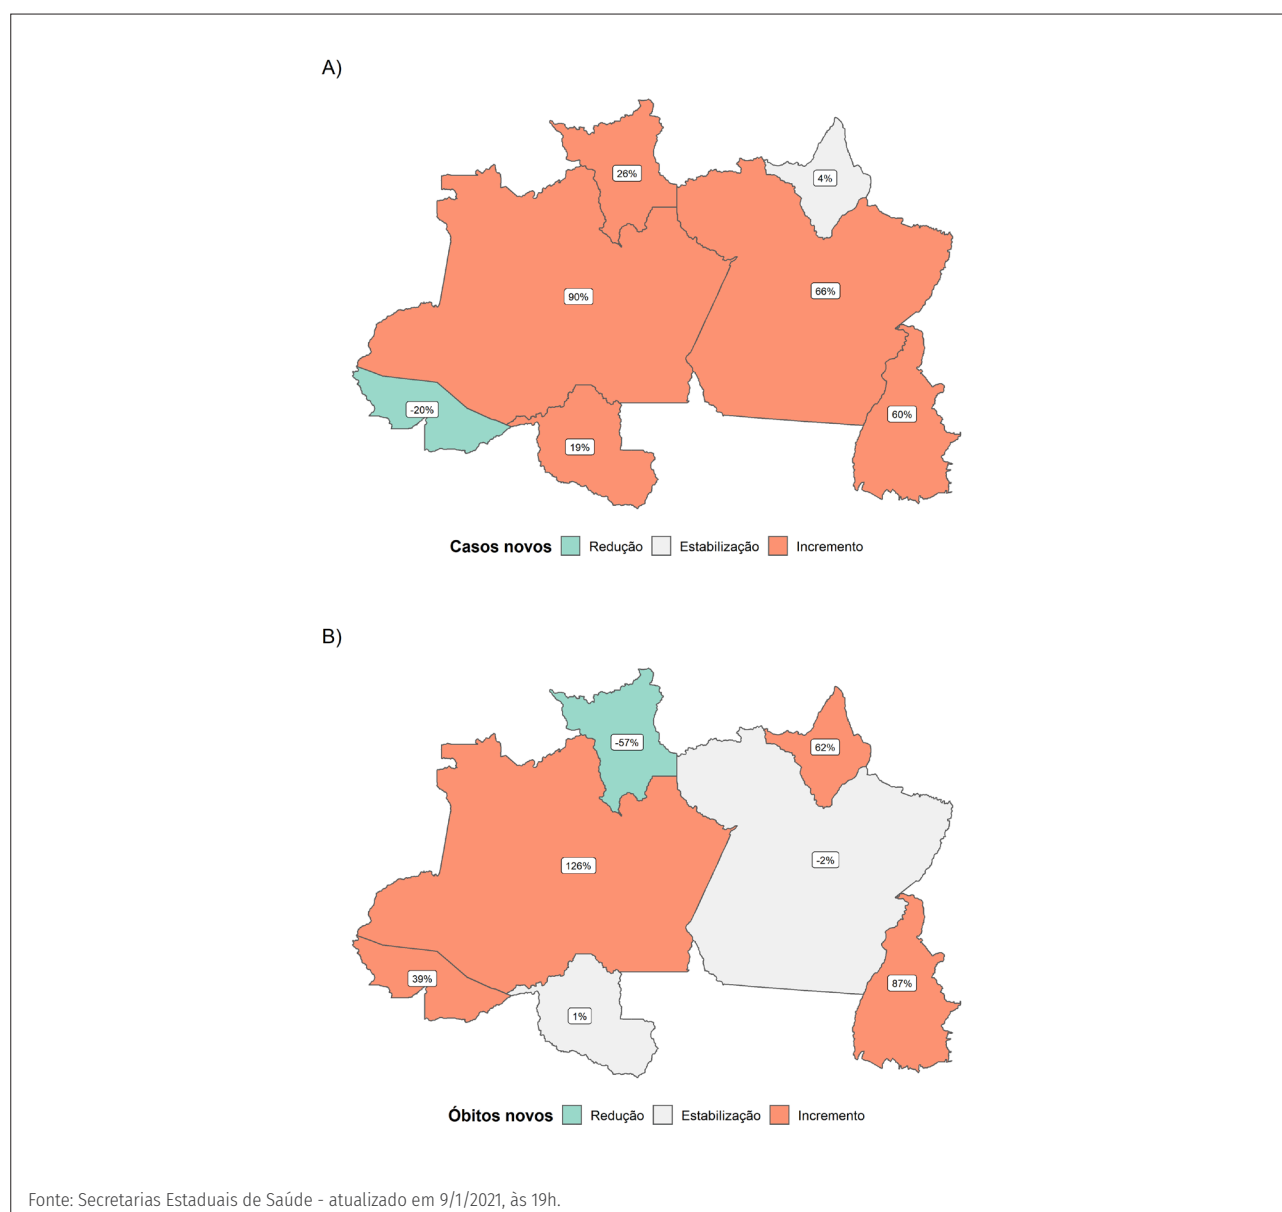 A)
26%
4%
90%
66%
-20%
60%
19%
Casos novos Redução Estabilização Incremento
B)
-57%
62%
126%
-2%
39%
87%
1%
Óbitos novos Redução Estabilização Incremento
Fonte: Secretarias Estaduais de Saúde - atualizado em 9/1/2021, às 19h.